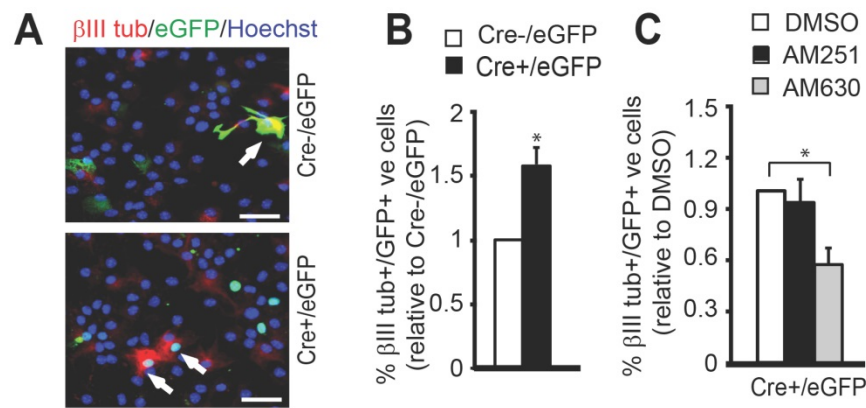 A
βIII tub/eGFP/Hoechst
Cre-/eGFP
Cre+/eGFP
B
Cre-/eGFP
Cre+/eGFP
% βIII tub+/GFP+ ve cells
(relative to Cre-/eGFP)
2
1.5
1
0.5
0
*
C
DMSO
AM251
AM630
% βIII tub+/GFP+ ve cells
(relative to DMSO)
1.5
1.2
0.9
0.6
0.3
0
*
Cre+/eGFP